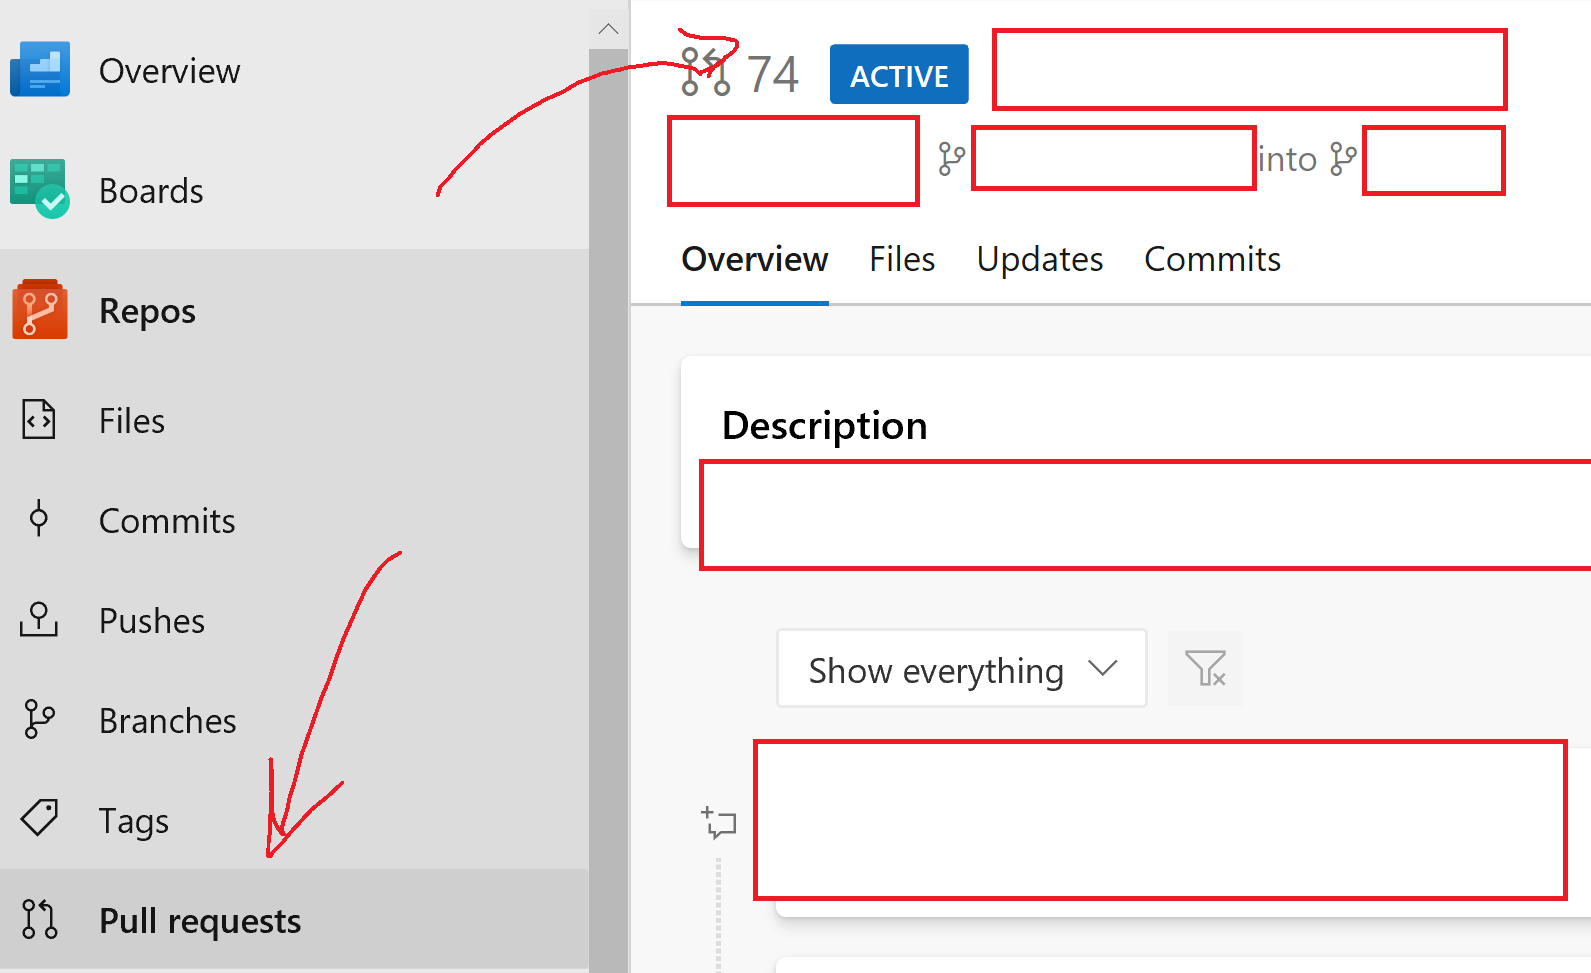 Overview
Boards
Repos
Files
Commits
Pushes
Branches
Tags
Pull requests
74 ACTIVE
into
Overview Files Updates Commits
Description
Show everything